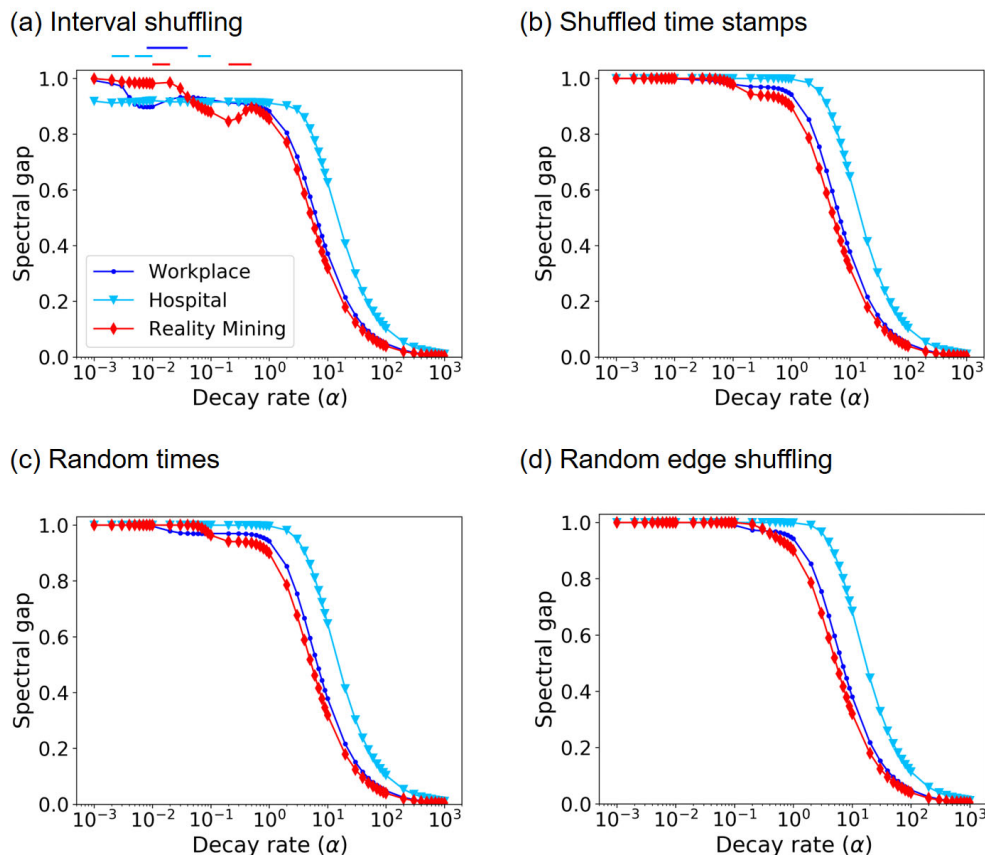 (a) Interval shuffling
(b) Shuffled time stamps
1.0
0.8
0.6
0.4
0.2
0.0
Spectral gap
Workplace
Hospital
Reality Mining
10⁻³ 10⁻² 10⁻¹ 10⁰ 10¹ 10² 10³
Decay rate (α)
1.0
0.8
0.6
0.4
0.2
0.0
Spectral gap
10⁻³ 10⁻² 10⁻¹ 10⁰ 10¹ 10² 10³
Decay rate (α)
(c) Random times
(d) Random edge shuffling
1.0
0.8
0.6
0.4
0.2
0.0
Spectral gap
10⁻³ 10⁻² 10⁻¹ 10⁰ 10¹ 10² 10³
Decay rate (α)
1.0
0.8
0.6
0.4
0.2
0.0
Spectral gap
10⁻³ 10⁻² 10⁻¹ 10⁰ 10¹ 10² 10³
Decay rate (α)